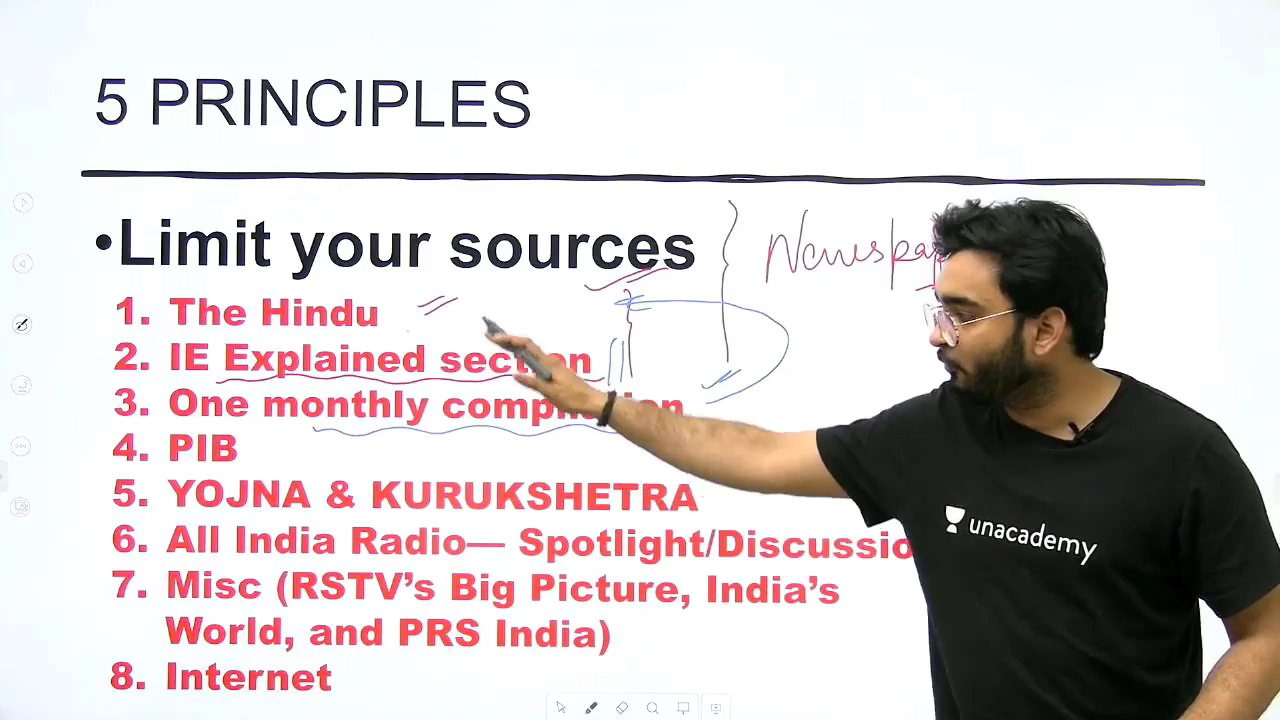 5 PRINCIPLES
•Limit your sources
1. The Hindu
2. IE Explained section
3. One monthly compilation
4. PIB
5. YOJNA & KURUKSHETRA
6. All India Radio— Spotlight/Discussio
7. Misc (RSTV’s Big Picture, India’s
World, and PRS India)
8. Internet
Newspap
unacademy